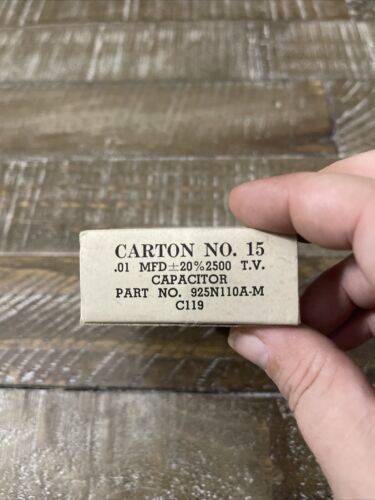 CARTON NO. 15
.01 MFD±20%2500 T.V.
CAPACITOR
PART NO. 925N110A-M
C119